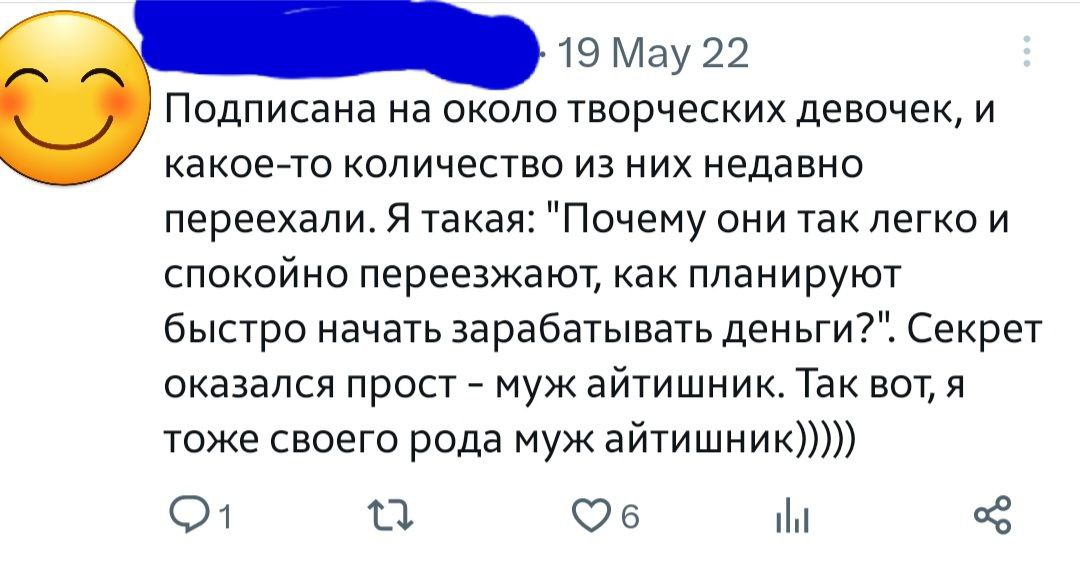 · 19 May 22
Подписана на около творческих девочек, и
какое-то количество из них недавно
переехали. Я такая: "Почему они так легко и
спокойно переезжают, как планируют
быстро начать зарабатывать деньги?". Секрет
оказался прост – муж айтишник. Так вот, я
тоже своего рода муж айтишник)))))
1 6